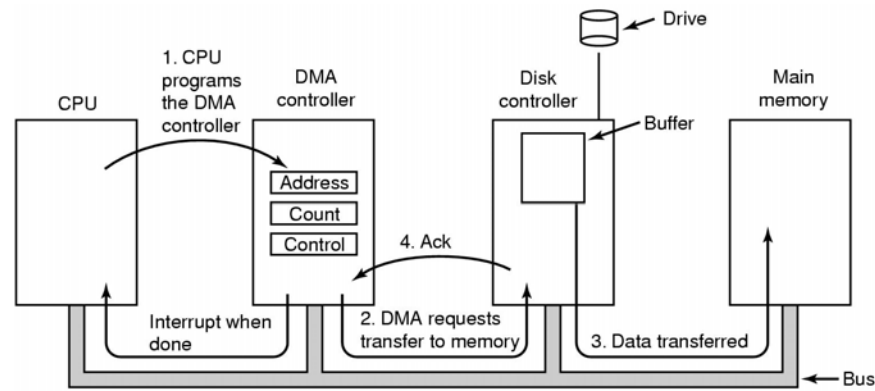 Drive
1. CPU
programs
the DMA
controller
CPU
DMA
controller
Disk
controller
Main
memory
Buffer
Address
Count
Control
4. Ack
Interrupt when
done
2. DMA requests
transfer to memory
3. Data transferred
Bus